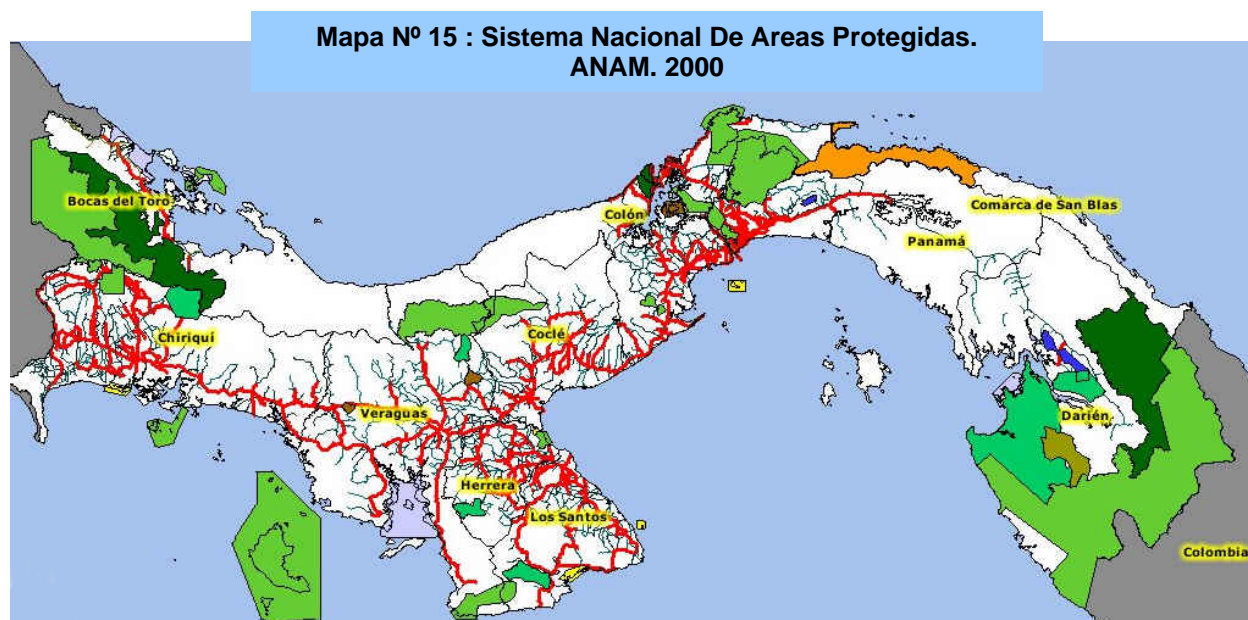 Mapa Nº 15 : Sistema Nacional De Areas Protegidas.
ANAM. 2000
Bocas del Toro
Colón
Comarca de San Blas
Panamá
Chiriquí
Coclé
Veraguas
Darién
Herrera
Los Santos
Colombia